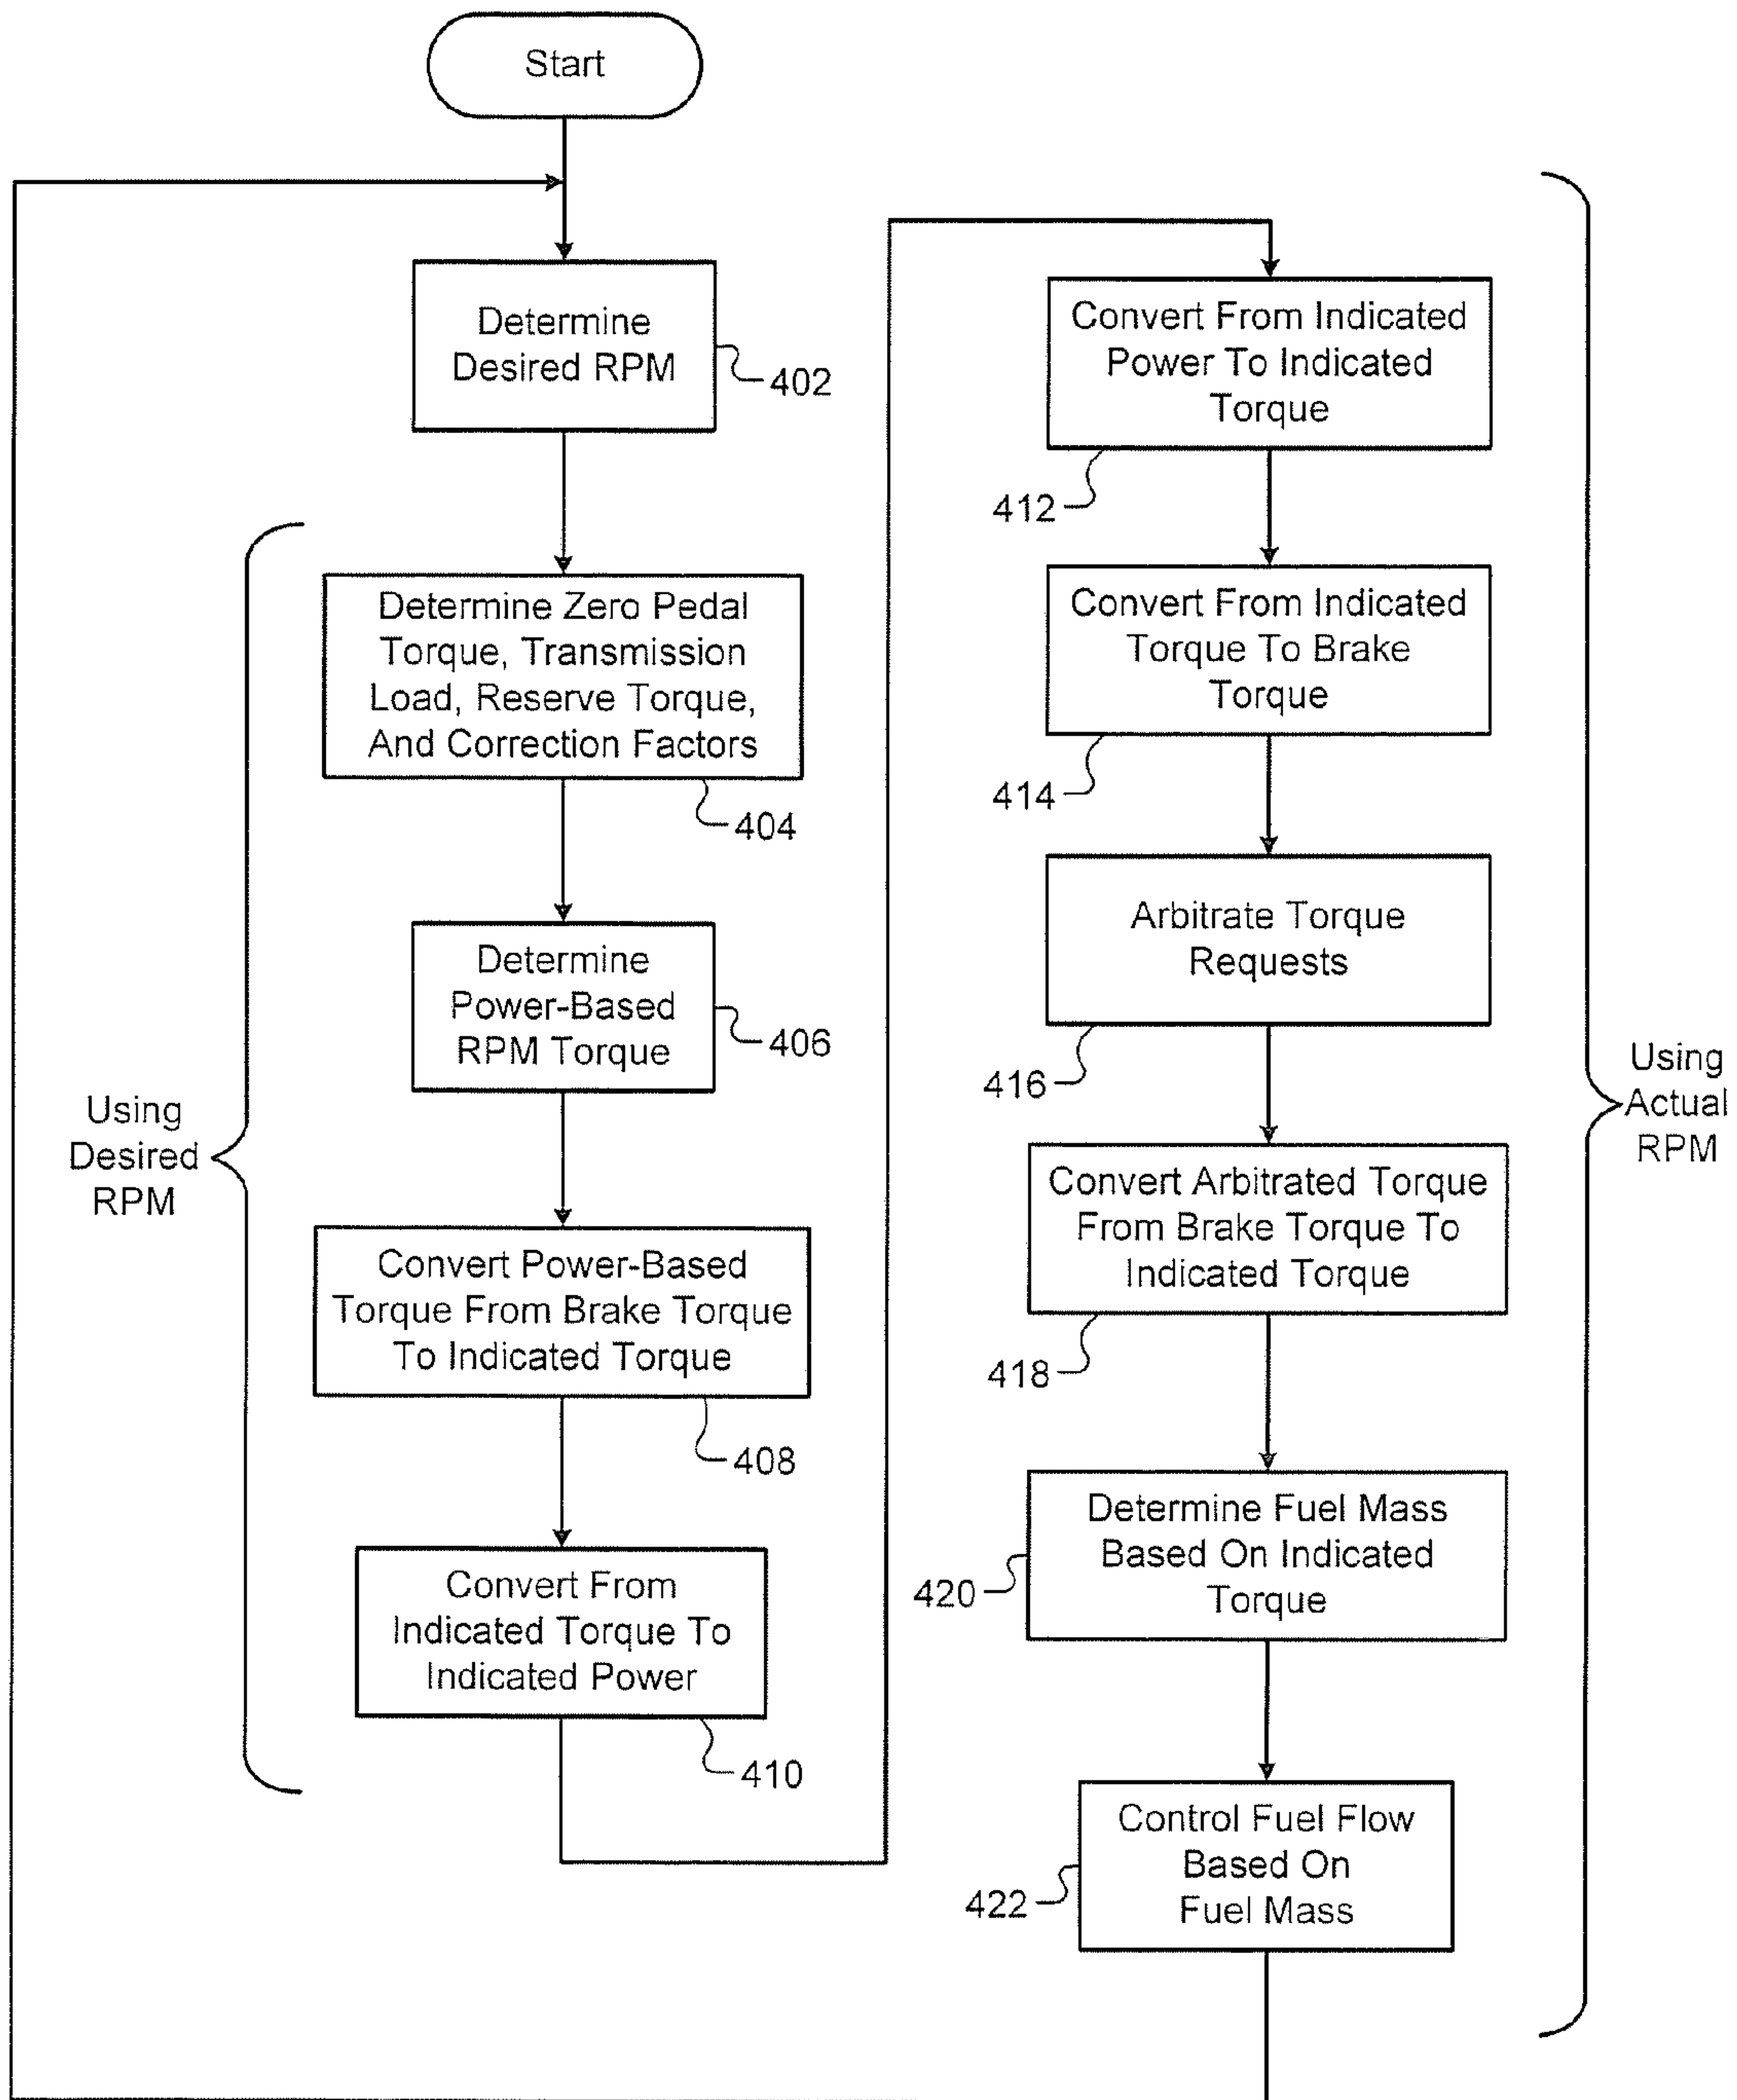 Start
Determine
Desired RPM
402
Determine Zero Pedal
Torque, Transmission
Load, Reserve Torque,
And Correction Factors
404
Determine
Power-Based
RPM Torque
406
Using
Desired
RPM
Convert Power-Based
Torque From Brake Torque
To Indicated Torque
408
Convert From
Indicated Torque To
Indicated Power
410
Convert From Indicated
Power To Indicated
Torque
412
Convert From Indicated
Torque To Brake
Torque
414
Arbitrate Torque
Requests
416
Using
Actual
RPM
Convert Arbitrated Torque
From Brake Torque To
Indicated Torque
418
Determine Fuel Mass
Based On Indicated
Torque
420
Control Fuel Flow
Based On
Fuel Mass
422